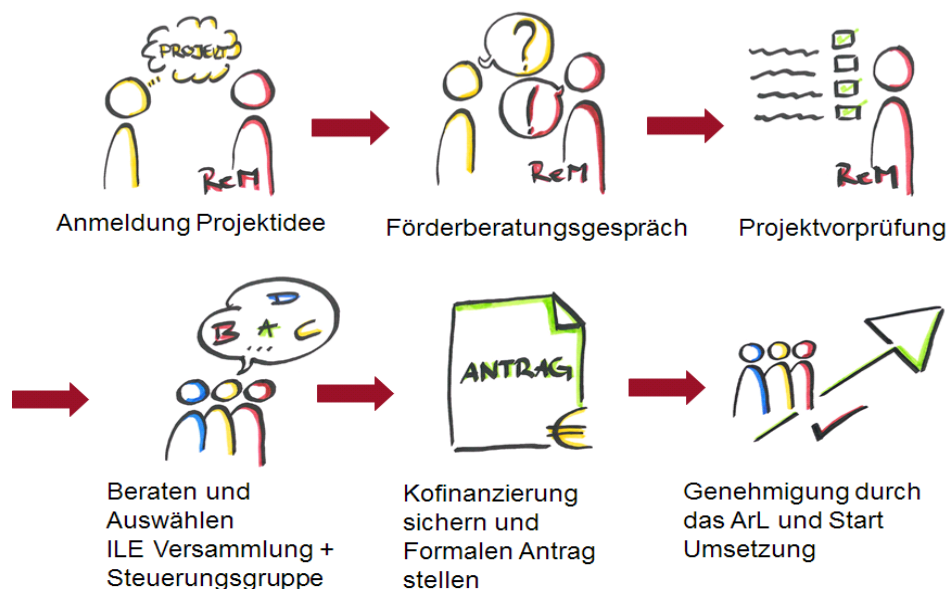 PROJEKT
ReM
Anmeldung Projektidee
?
!
ReM
Förderberatungsgespräch
ReM
Projektvorprüfung
D
B A C
...
Beraten und
Auswählen
ILE Versammlung +
Steuerungsgruppe
ANTRAG
€
Kofinanzierung
sichern und
Formalen Antrag
stellen
Genehmigung durch
das ArL und Start
Umsetzung